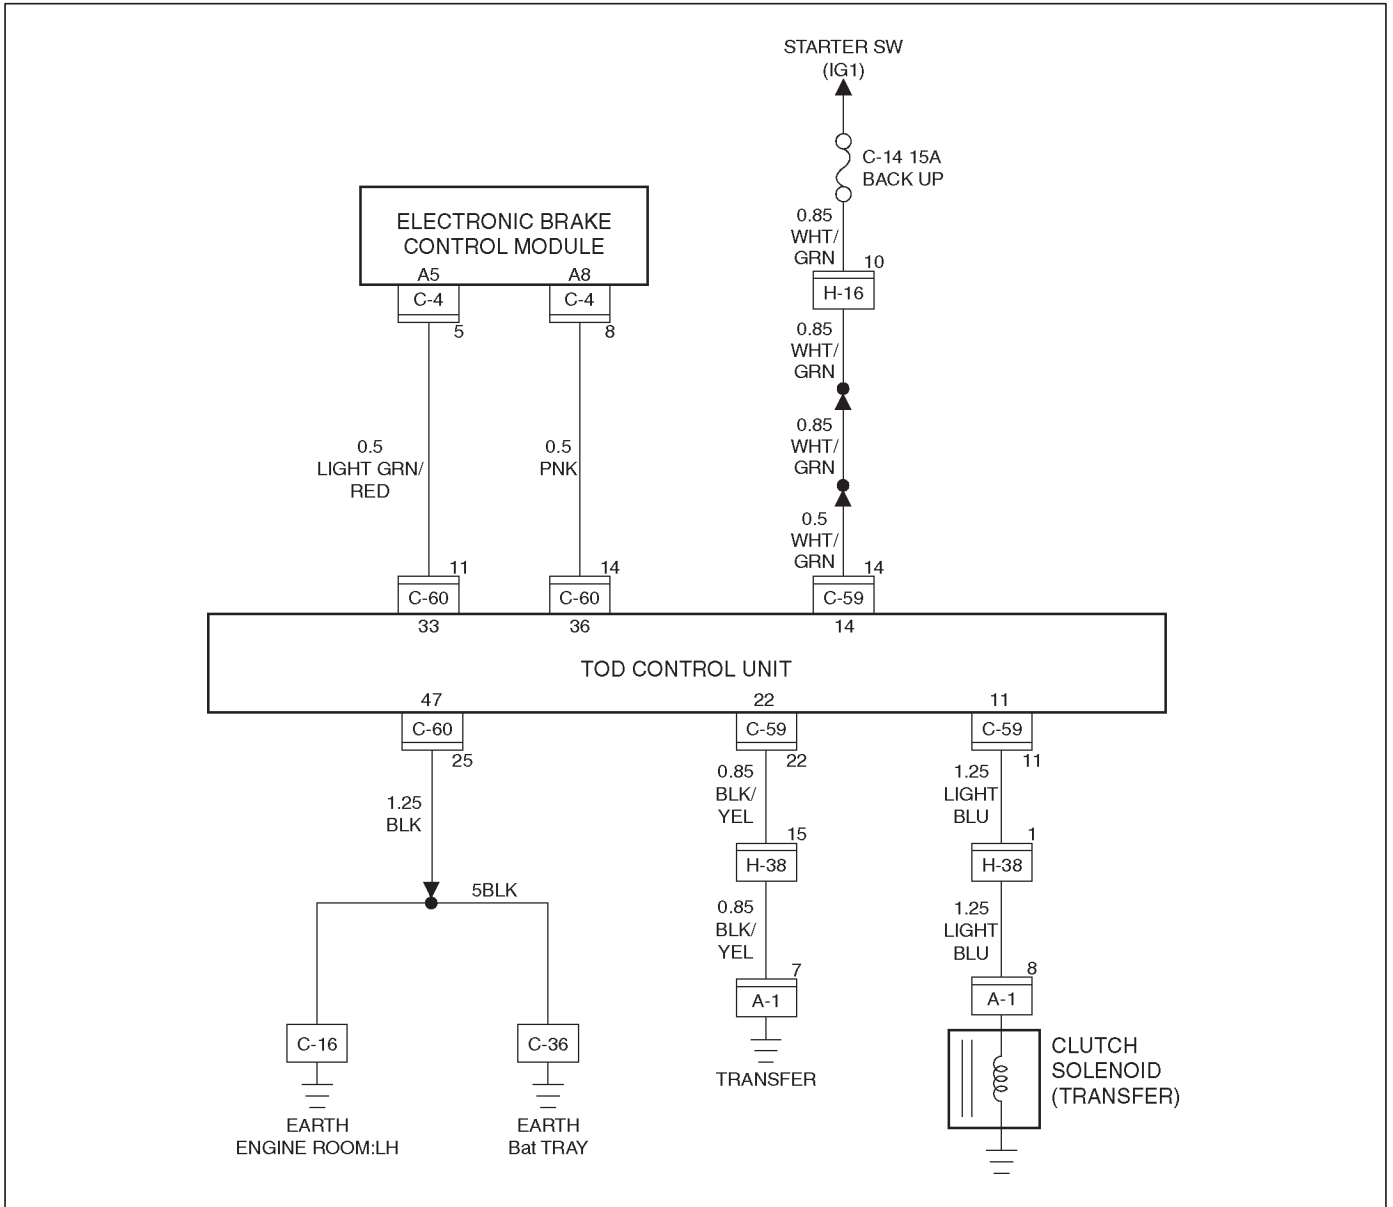 STARTER SW
(IG1)
C-14 15A
BACK UP
ELECTRONIC BRAKE
CONTROL MODULE
A5
A8
C-4
C-4
5
8
0.85
WHT/
GRN
10
H-16
0.85
WHT/
GRN
0.85
WHT/
GRN
0.5
LIGHT GRN/
RED
0.5
PNK
0.5
WHT/
GRN
11
14
14
C-60
C-60
C-59
33
36
14
TOD CONTROL UNIT
47
22
11
C-60
C-59
C-59
25
22
11
1.25
BLK
0.85
BLK/
YEL
1.25
LIGHT
BLU
15
1
H-38
H-38
5BLK
0.85
BLK/
YEL
1.25
LIGHT
BLU
7
8
A-1
A-1
C-16
C-36
TRANSFER
CLUTCH
SOLENOID
(TRANSFER)
EARTH
ENGINE ROOM:LH
EARTH
Bat TRAY